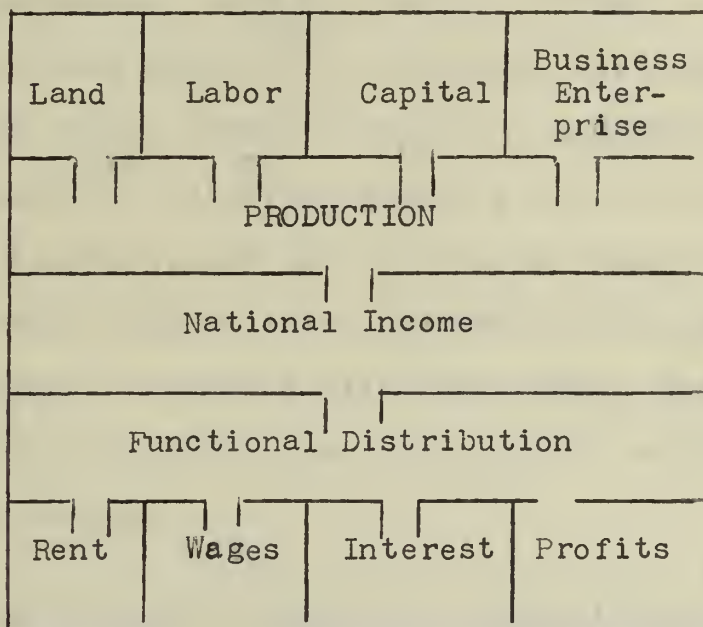 Land
Labor
Capital
Business
Enter-
prise
PRODUCTION
National Income
Functional Distribution
Rent
Wages
Interest
Profits